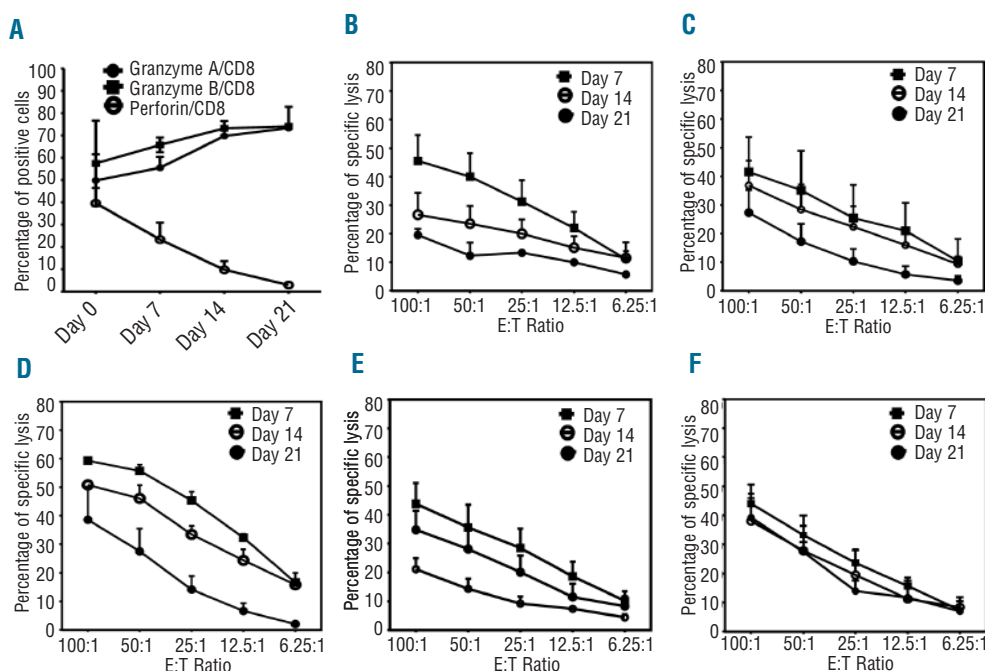 A
Percentage of positive cells
100
90
80
70
60
50
40
30
20
10
0
Granzyme A/CD8
Granzyme B/CD8
Perforin/CD8
Day 0
Day 7
Day 14
Day 21
B
Percentage of specific lysis
80
70
60
50
40
30
20
10
0
Day 7
Day 14
Day 21
100:1 50:1 25:1 12.5:1 6.25:1
E:T Ratio
C
Percentage of specific lysis
80
70
60
50
40
30
20
10
0
Day 7
Day 14
Day 21
100:1 50:1 25:1 12.5:1 6.25:1
E:T Ratio
D
Percentage of specific lysis
80
70
60
50
40
30
20
10
0
Day 7
Day 14
Day 21
100:1 50:1 25:1 12.5:1 6.25:1
E:T Ratio
E
Percentage of specific lysis
80
70
60
50
40
30
20
10
0
Day 7
Day 14
Day 21
100:1 50:1 25:1 12.5:1 6.25:1
E:T Ratio
F
Percentage of specific lysis
80
70
60
50
40
30
20
10
0
Day 7
Day 14
Day 21
100:1 50:1 25:1 12.5:1 6.25:1
E:T Ratio